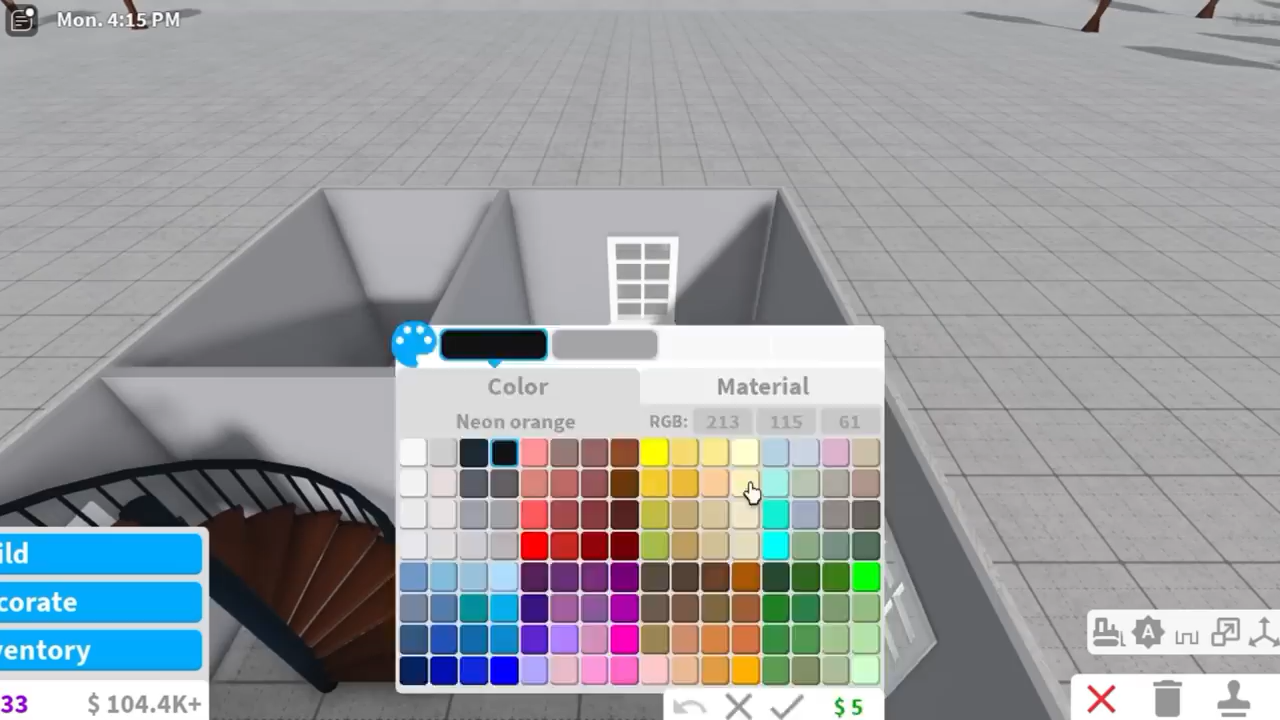 Mon. 4:15 PM
Color
Material
Neon orange
RGB: 213 115 61
ild
corate
ventory
33
$ 104.4K+
A
$ 5